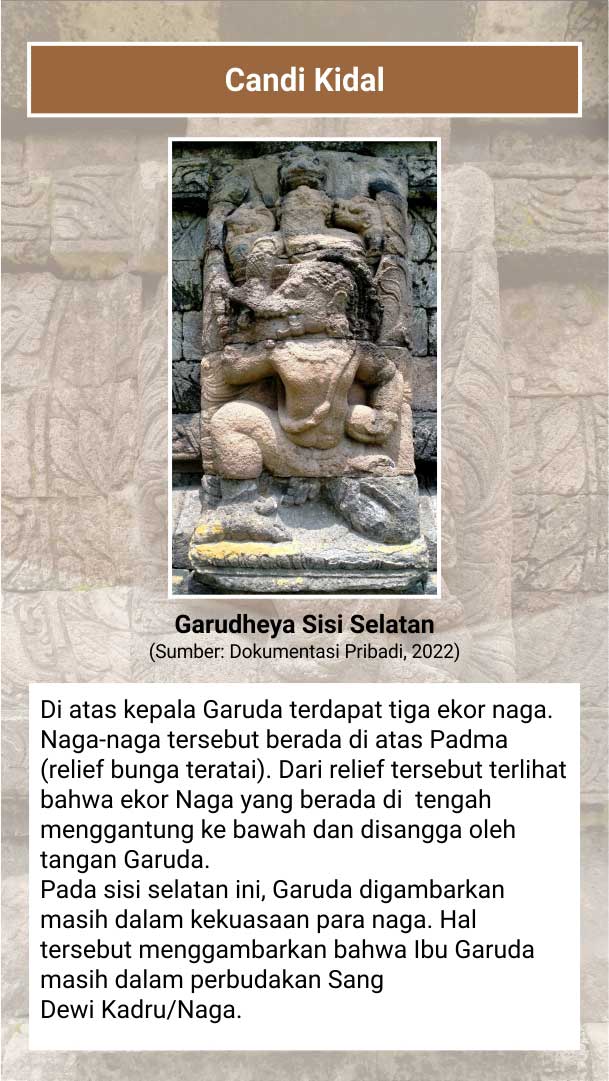 Candi Kidal
Garudheya Sisi Selatan
(Sumber: Dokumentasi Pribadi, 2022)
Di atas kepala Garuda terdapat tiga ekor naga.
Naga-naga tersebut berada di atas Padma
(relief bunga teratai). Dari relief tersebut terlihat
bahwa ekor Naga yang berada di  tengah
menggantung ke bawah dan disangga oleh
tangan Garuda.
Pada sisi selatan ini, Garuda digambarkan
masih dalam kekuasaan para naga. Hal
tersebut menggambarkan bahwa Ibu Garuda
masih dalam perbudakan Sang
Dewi Kadru/Naga.